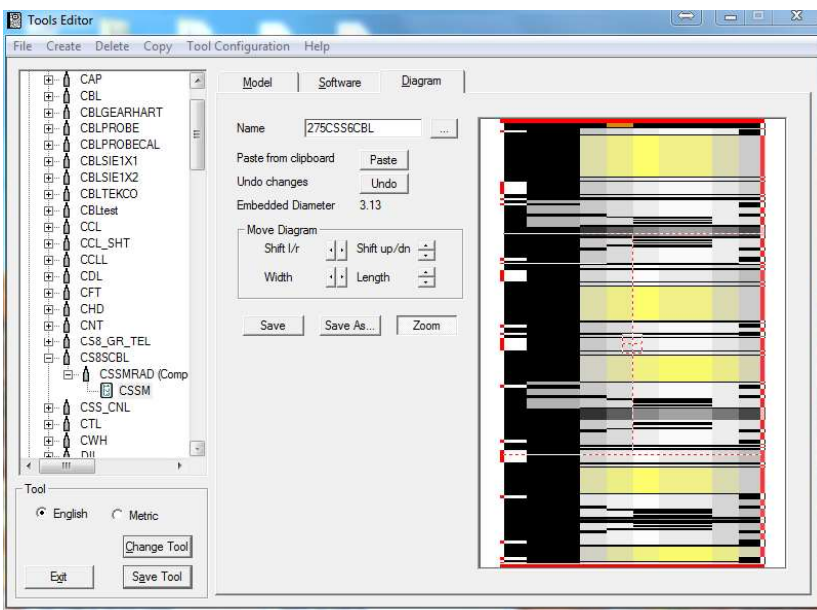 Tools Editor
File Create Delete Copy Tool Configuration Help
CAP
CBL
CBLGEARHART
CBLPROBE
CBLPROBECAL
CBLSIE1X1
CBLSIE1X2
CBLTEKCO
CBLtest
CCL
CCL_SHT
CCLL
CDL
CFT
CHD
CNT
CS8_GR_TEL
CS8SCBL
CSSMRAD (Comp
CSSM
CSS_CNL
CTL
CWH
Model Software Diagram
Name 275CSS6CBL ...
Paste from clipboard Paste
Undo changes Undo
Embedded Diameter 3.13
Move Diagram
Shift l/r Shift up/dn
Width Length
Save Save As... Zoom
Tool
English Metric
Change Tool
Exit Save Tool